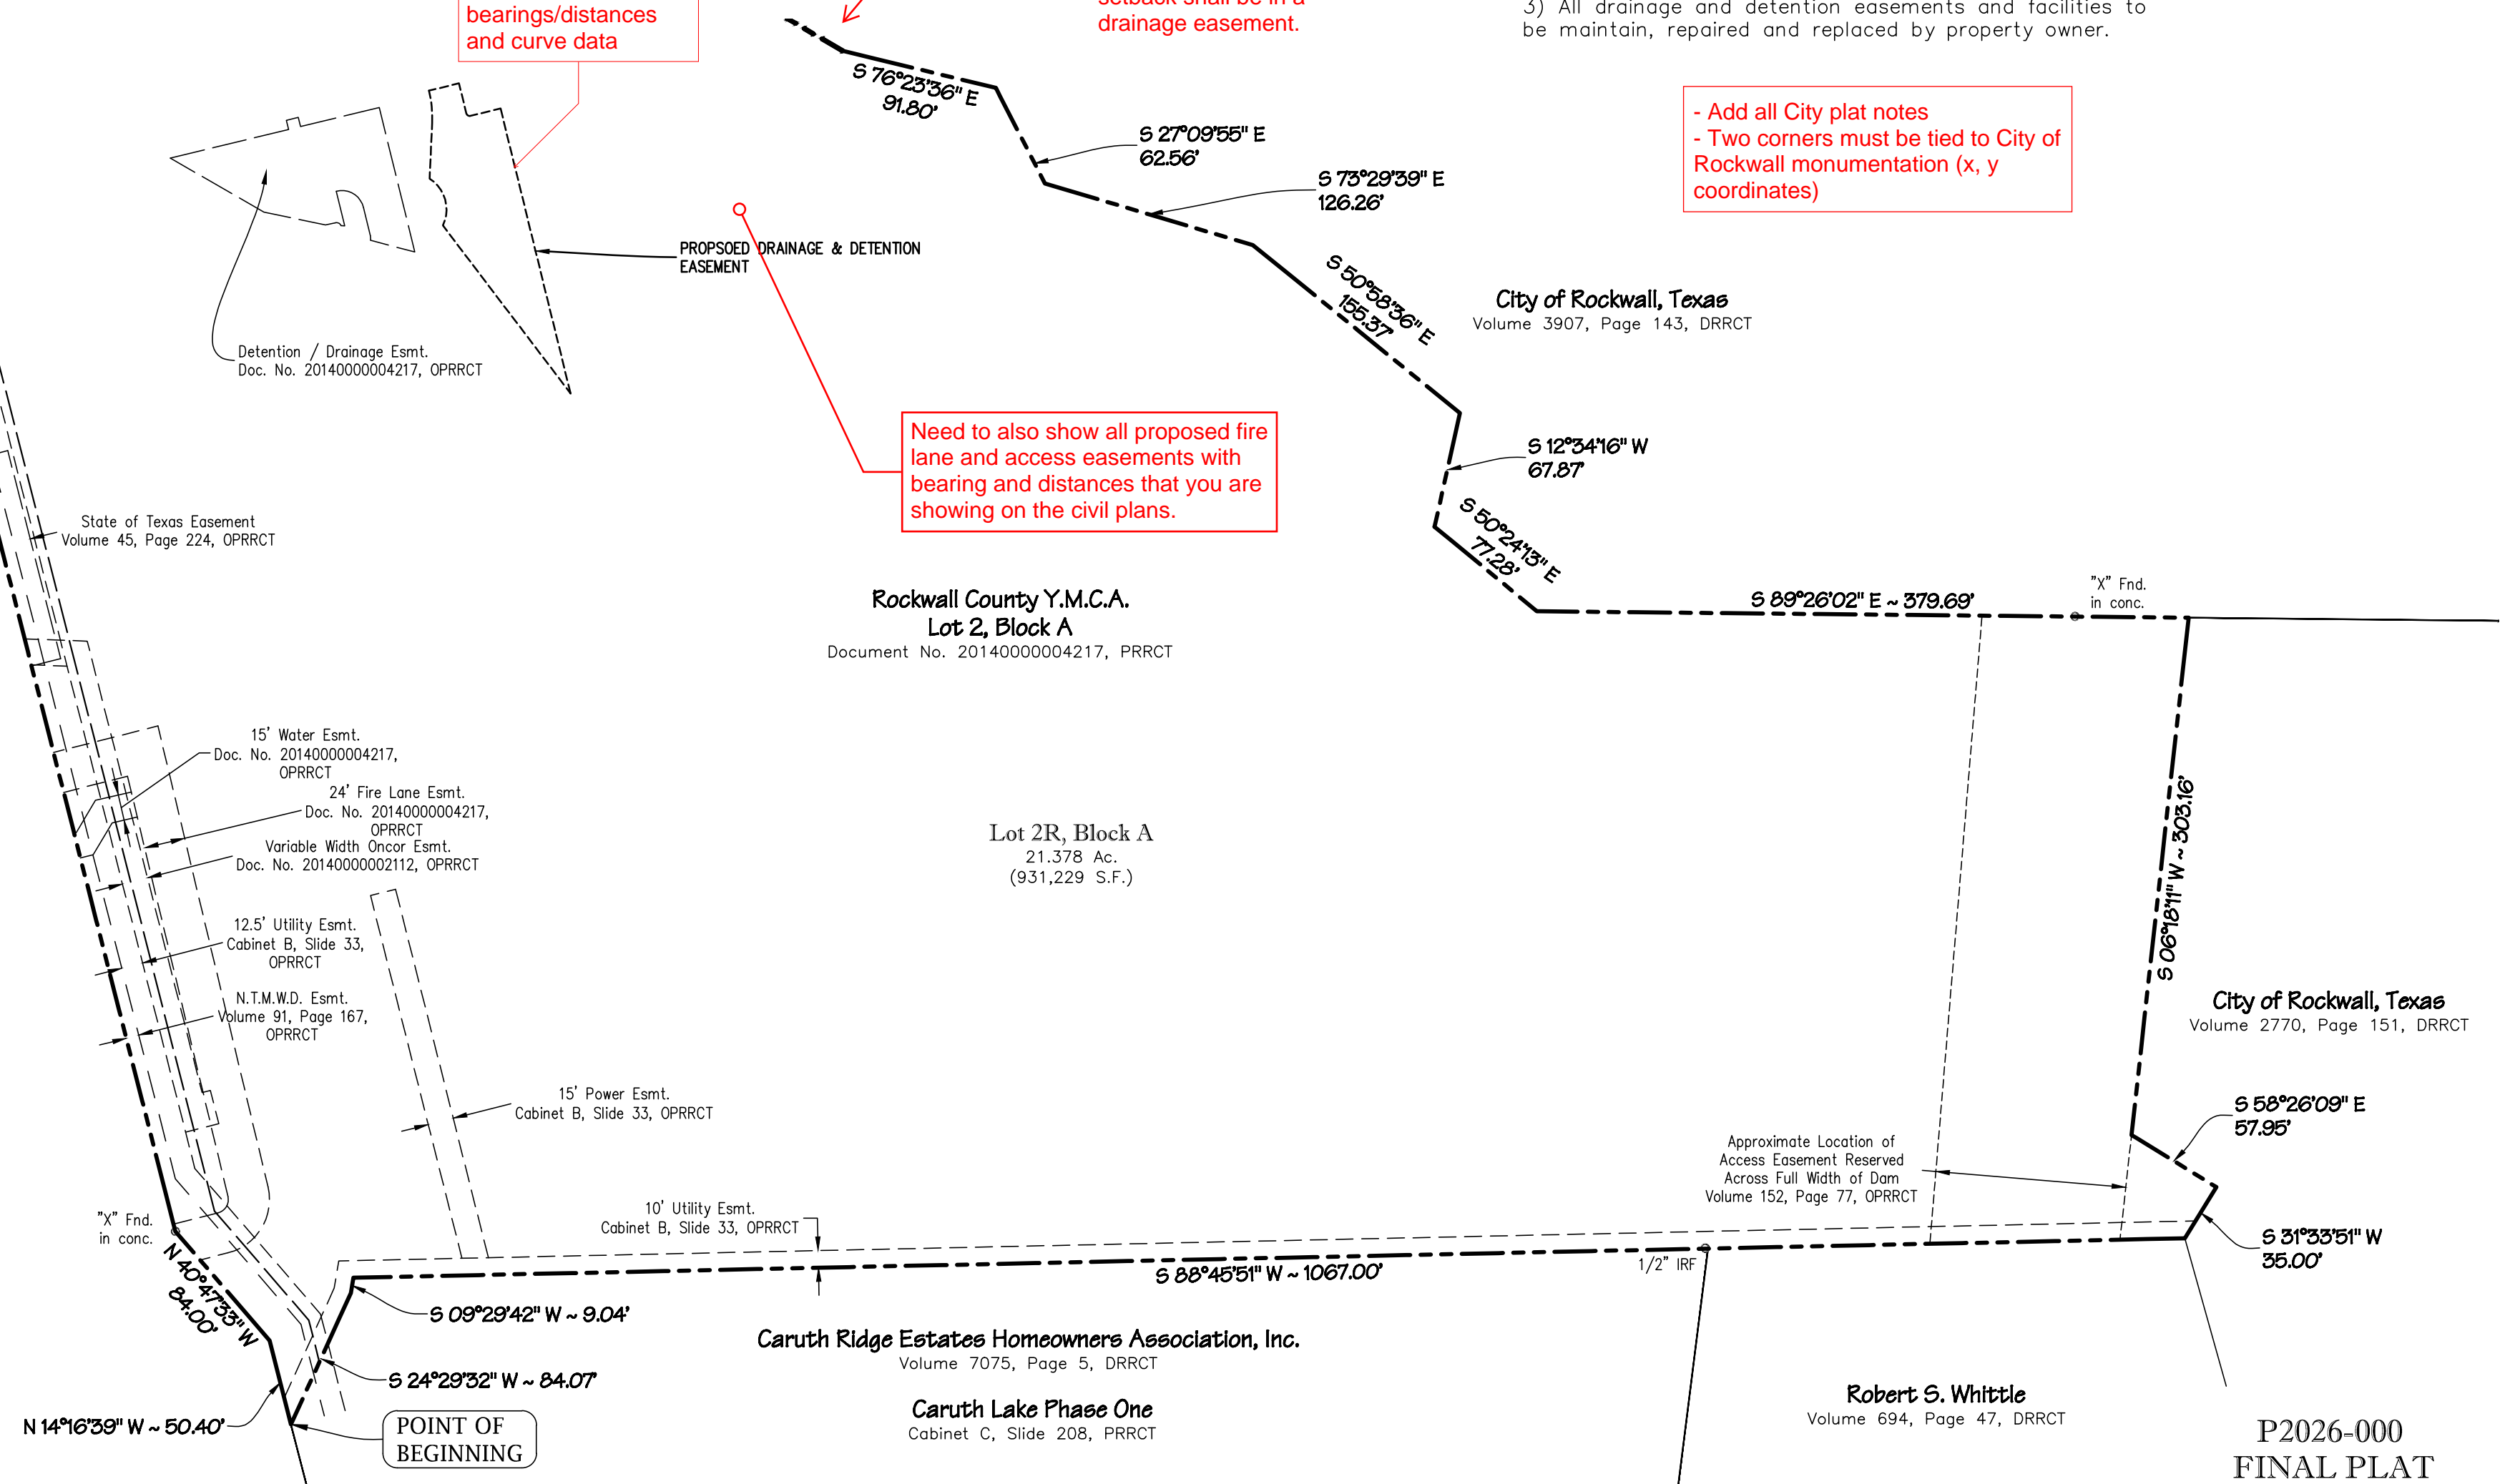 bearings/distances
and curve data
setback shall be in a
drainage easement.
3) All drainage and detention easements and facilities to
be maintain, repaired and replaced by property owner.
S 76°23'36" E
91.80'
- Add all City plat notes
- Two corners must be tied to City of
Rockwall monumentation (x, y
coordinates)
S 27°09'55" E
62.56'
S 73°29'39" E
126.26'
PROPSOED DRAINAGE & DETENTION
EASEMENT
S 50°58'36" E
155.37'
City of Rockwall, Texas
Volume 3907, Page 143, DRRCT
Detention / Drainage Esmt.
Doc. No. 20140000004217, OPRRCT
Need to also show all proposed fire
lane and access easements with
bearing and distances that you are
showing on the civil plans.
S 12°34'16" W
67.87'
S 50°24'13" E
77.28'
State of Texas Easement
Volume 45, Page 224, OPRRCT
Rockwall County Y.M.C.A.
Lot 2, Block A
Document No. 20140000004217, PRRCT
S 89°26'02" E ~ 379.69'
"X" Fnd.
in conc.
15' Water Esmt.
Doc. No. 20140000004217,
OPRRCT
24' Fire Lane Esmt.
Doc. No. 20140000004217,
OPRRCT
Variable Width Oncor Esmt.
Doc. No. 20140000002112, OPRRCT
Lot 2R, Block A
21.378 Ac.
(931,229 S.F.)
S 06°18'11" W ~ 303.16'
12.5' Utility Esmt.
Cabinet B, Slide 33,
OPRRCT
N.T.M.W.D. Esmt.
Volume 91, Page 167,
OPRRCT
City of Rockwall, Texas
Volume 2770, Page 151, DRRCT
15' Power Esmt.
Cabinet B, Slide 33, OPRRCT
S 58°26'09" E
57.95'
Approximate Location of
Access Easement Reserved
Across Full Width of Dam
Volume 152, Page 77, OPRRCT
10' Utility Esmt.
Cabinet B, Slide 33, OPRRCT
"X" Fnd.
in conc.
S 31°33'51" W
35.00'
N 40°47'33" W
84.00'
S 88°45'51" W ~ 1067.00'
1/2" IRF
S 09°29'42" W ~ 9.04'
Caruth Ridge Estates Homeowners Association, Inc.
Volume 7075, Page 5, DRRCT
S 24°29'32" W ~ 84.07'
Caruth Lake Phase One
Cabinet C, Slide 208, PRRCT
Robert S. Whittle
Volume 694, Page 47, DRRCT
N 14°16'39" W ~ 50.40'
POINT OF
BEGINNING
P2026-000
FINAL PLAT